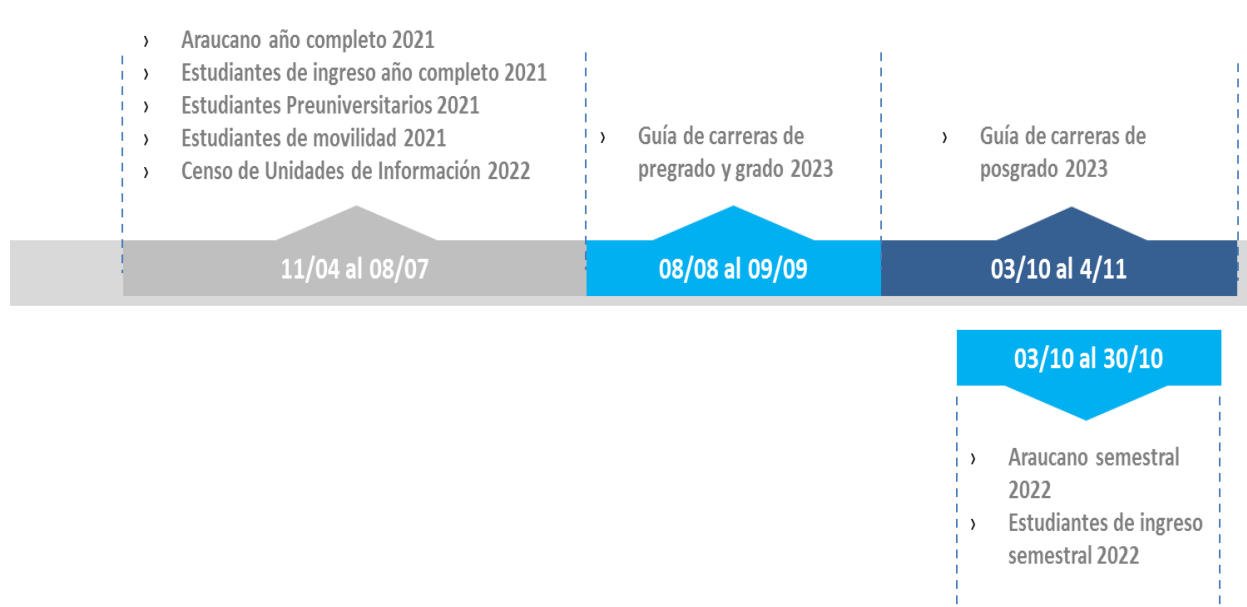 › Araucano año completo 2021
› Estudiantes de ingreso año completo 2021
› Estudiantes Preuniversitarios 2021
› Estudiantes de movilidad 2021
› Censo de Unidades de Información 2022
11/04 al 08/07
› Guía de carreras de
pregrado y grado 2023
08/08 al 09/09
› Guía de carreras de
posgrado 2023
03/10 al 4/11
03/10 al 30/10
› Araucano semestral
2022
› Estudiantes de ingreso
semestral 2022